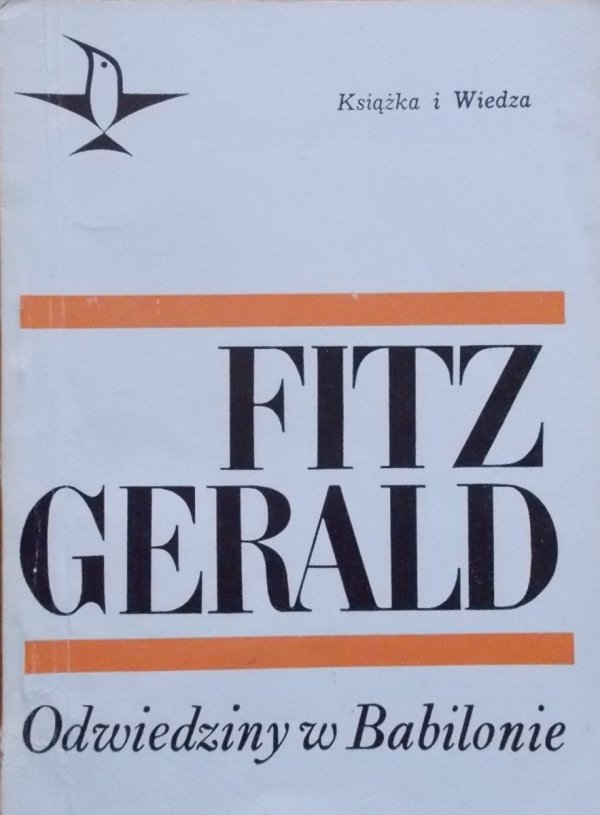 Książka i Wiedza
FITZ
GERALD
Odwiedziny w Babilonie